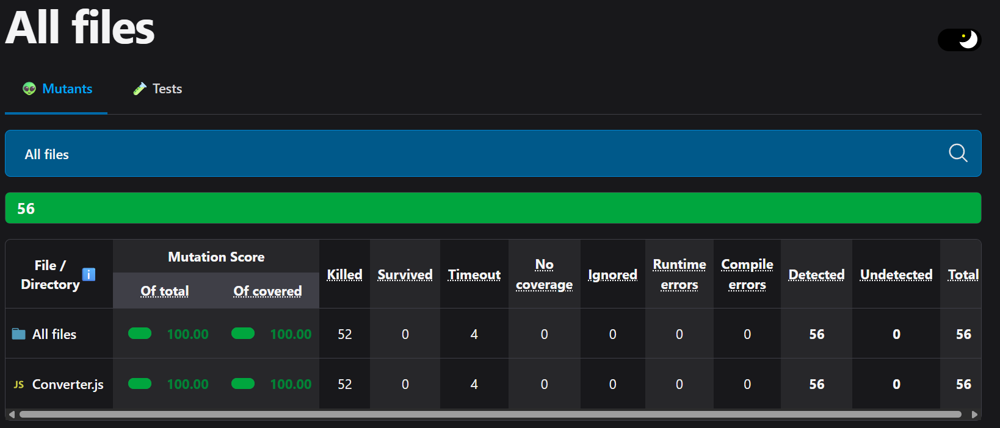 All files
👽 Mutants 🧪 Tests
All files
56
File / Directory ℹ️ Mutation Score Of total Of covered Killed Survived Timeout No coverage Ignored Runtime errors Compile errors Detected Undetected Total
All files 100.00 100.00 52 0 4 0 0 0 0 56 0 56
JS Converter.js 100.00 100.00 52 0 4 0 0 0 0 56 0 56